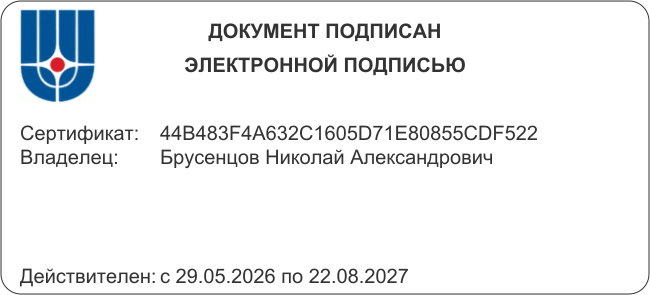 ДОКУМЕНТ ПОДПИСАН
ЭЛЕКТРОННОЙ ПОДПИСЬЮ
Сертификат: 44B483F4A632C1605D71E80855CDF522
Владелец: Брусенцов Николай Александрович
Действителен: с 29.05.2026 по 22.08.2027